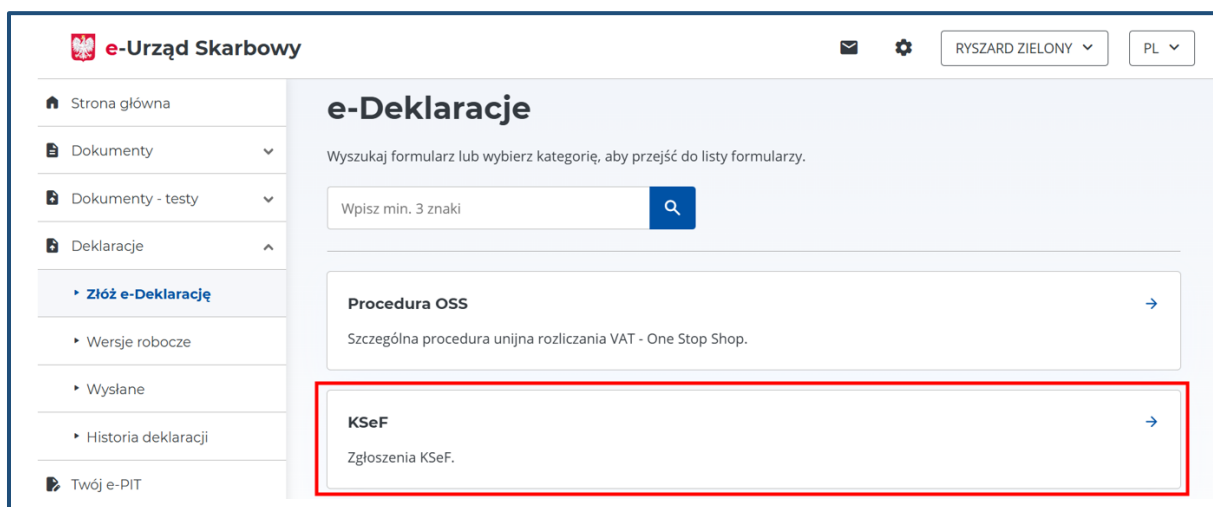 e-Urząd Skarbowy
RYSZARD ZIELONY
PL
Strona główna
Dokumenty
Dokumenty - testy
Deklaracje
Złóż e-Deklarację
Wersje robocze
Wysłane
Historia deklaracji
Twój e-PIT
e-Deklaracje
Wyszukaj formularz lub wybierz kategorię, aby przejść do listy formularzy.
Wpisz min. 3 znaki
Procedura OSS
Szczególna procedura unijna rozliczania VAT - One Stop Shop.
KSeF
Zgłoszenia KSeF.